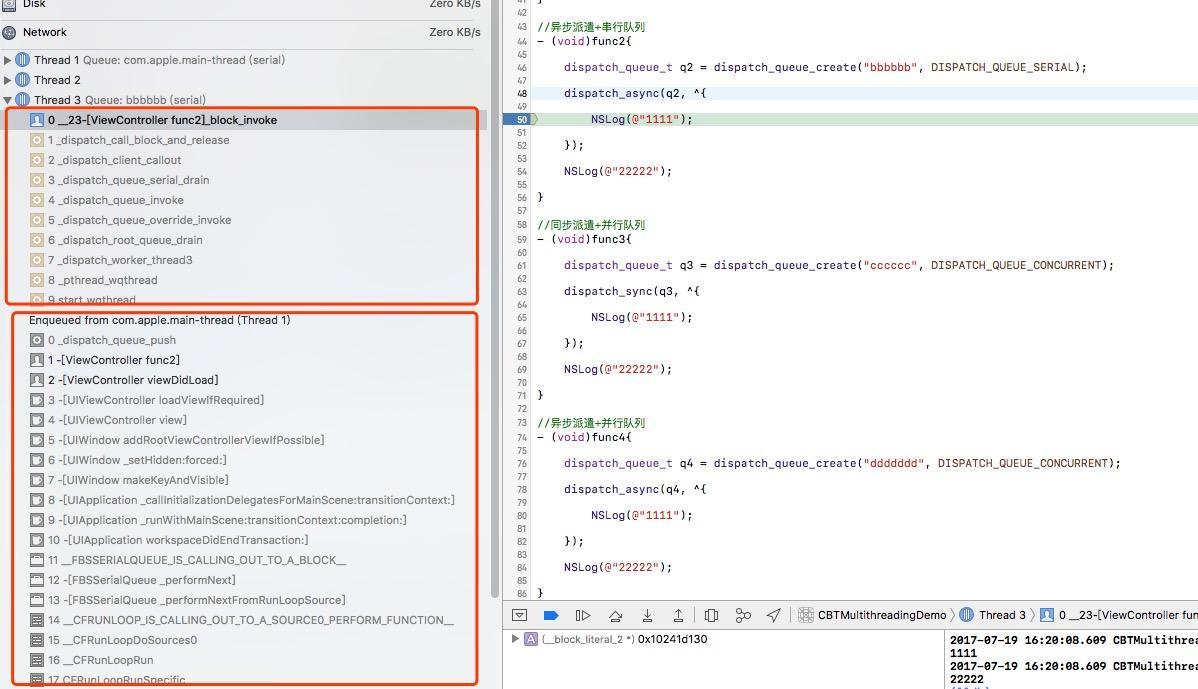 Disk Zero KB/s
Network Zero KB/s
Thread 1 Queue: com.apple.main-thread (serial)
Thread 2
Thread 3 Queue: bbbbbb (serial)
0 __23-[ViewController func2]_block_invoke
1 _dispatch_call_block_and_release
2 _dispatch_client_callout
3 _dispatch_queue_serial_drain
4 _dispatch_queue_invoke
5 _dispatch_queue_override_invoke
6 _dispatch_root_queue_drain
7 _dispatch_worker_thread3
8 _pthread_wqthread
9 start_wqthread
Enqueued from com.apple.main-thread (Thread 1)
0 _dispatch_queue_push
1 -[ViewController func2]
2 -[ViewController viewDidLoad]
3 -[UIViewController loadViewIfRequired]
4 -[UIViewController view]
5 -[UIWindow addRootViewControllerViewIfPossible]
6 -[UIWindow _setHidden:forced:]
7 -[UIWindow makeKeyAndVisible]
8 -[UIApplication _callInitializationDelegatesForMainScene:transitionContext:]
9 -[UIApplication _runWithMainScene:transitionContext:completion:]
10 -[UIApplication workspaceDidEndTransaction:]
11 __FBSSERIALQUEUE_IS_CALLING_OUT_TO_A_BLOCK__
12 -[FBSSerialQueue _performNext]
13 -[FBSSerialQueue _performNextFromRunLoopSource]
14 __CFRUNLOOP_IS_CALLING_OUT_TO_A_SOURCE0_PERFORM_FUNCTION__
15 __CFRunLoopDoSources0
16 __CFRunLoopRun
17 CFRunLoopRunSpecific
41 }
42
43 //异步派遣+串行队列
44 - (void)func2{
45
46 dispatch_queue_t q2 = dispatch_queue_create("bbbbbb", DISPATCH_QUEUE_SERIAL);
47
48 dispatch_async(q2, ^{
49
50 NSLog(@"1111");
51
52 });
53
54 NSLog(@"22222");
55
56 }
57
58 //同步派遣+并行队列
59 - (void)func3{
60
61 dispatch_queue_t q3 = dispatch_queue_create("cccccc", DISPATCH_QUEUE_CONCURRENT);
62
63 dispatch_sync(q3, ^{
64
65 NSLog(@"1111");
66
67 });
68
69 NSLog(@"22222");
70
71 }
72
73 //异步派遣+并行队列
74 - (void)func4{
75
76 dispatch_queue_t q4 = dispatch_queue_create("ddddddd", DISPATCH_QUEUE_CONCURRENT);
77
78 dispatch_async(q4, ^{
79
80 NSLog(@"1111");
81
82 });
83
84 NSLog(@"22222");
85
86 }
CBTMultithreadingDemo Thread 3 0 __23-[ViewController fun
A (__block_literal_2 *) 0x10241d130
2017-07-19 16:20:08.609 CBTMultithrea
1111
2017-07-19 16:20:08.609 CBTMultithrea
22222